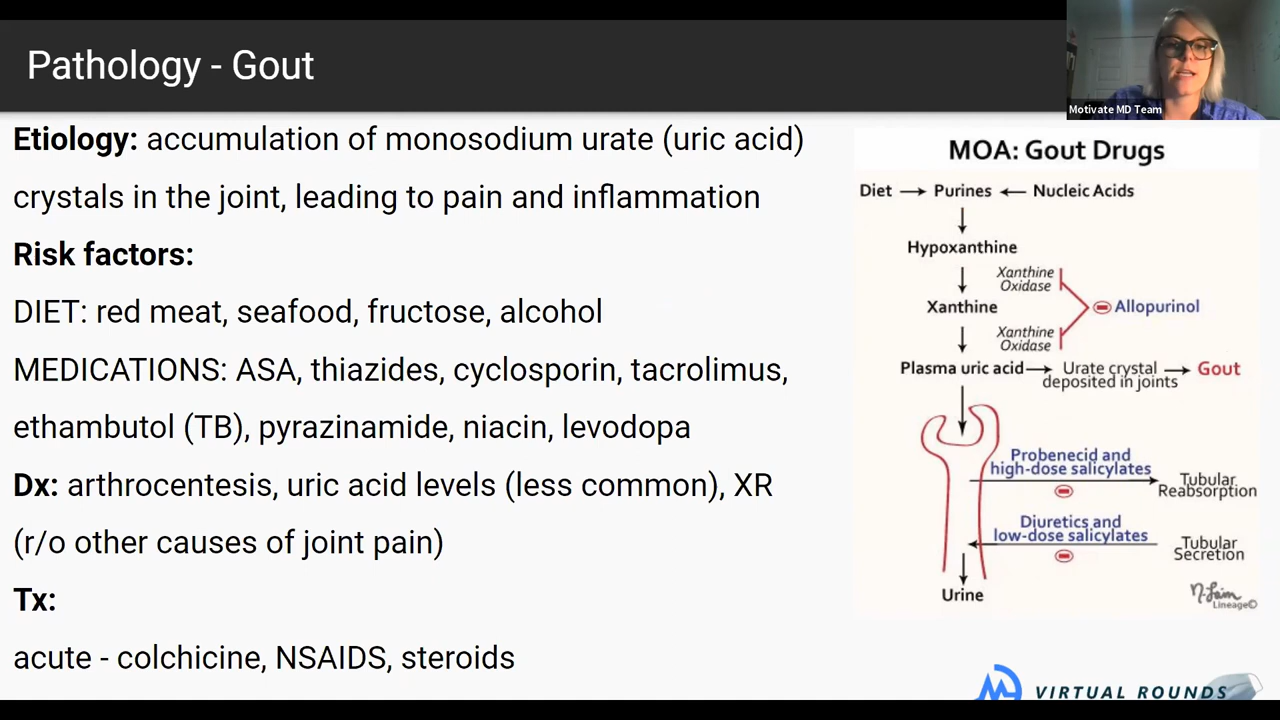 Pathology - Gout
Motivate MD Team
Etiology: accumulation of monosodium urate (uric acid)
crystals in the joint, leading to pain and inflammation
Risk factors:
DIET: red meat, seafood, fructose, alcohol
MEDICATIONS: ASA, thiazides, cyclosporin, tacrolimus,
ethambutol (TB), pyrazinamide, niacin, levodopa
Dx: arthrocentesis, uric acid levels (less common), XR
(r/o other causes of joint pain)
Tx:
acute - colchicine, NSAIDS, steroids
MOA: Gout Drugs
Diet Purines Nucleic Acids
Hypoxanthine
Xanthine
Oxidase
Xanthine
Allopurinol
Xanthine
Oxidase
Plasma uric acid
Urate crystal
deposited in joints
Gout
Probenecid and
high-dose salicylates
Tubular
Reabsorption
Diuretics and
low-dose salicylates
Tubular
Secretion
Urine
Lineage©
VIRTUAL ROUNDS